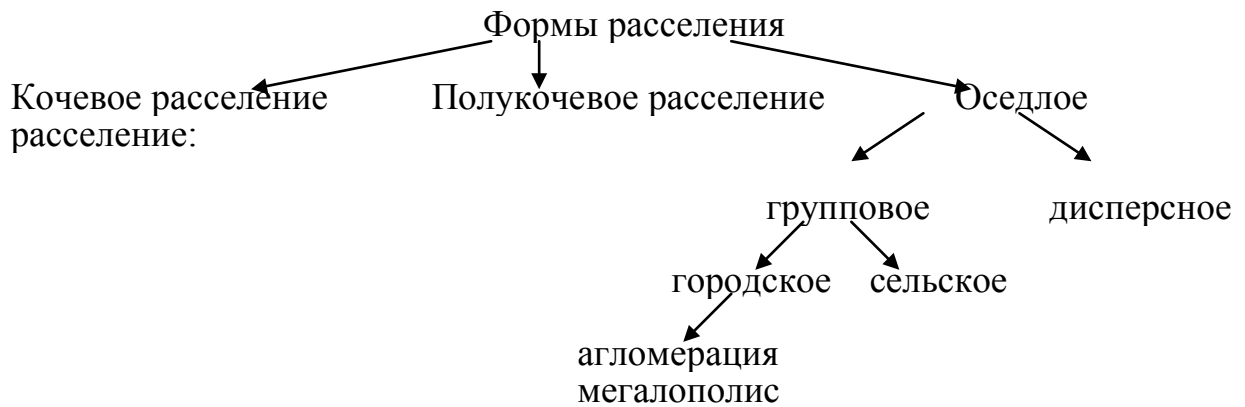 Формы расселения
Кочевое расселение Полукочевое расселение Оседлое
расселение:
групповое дисперсное
городское сельское
агломерация
мегалополис